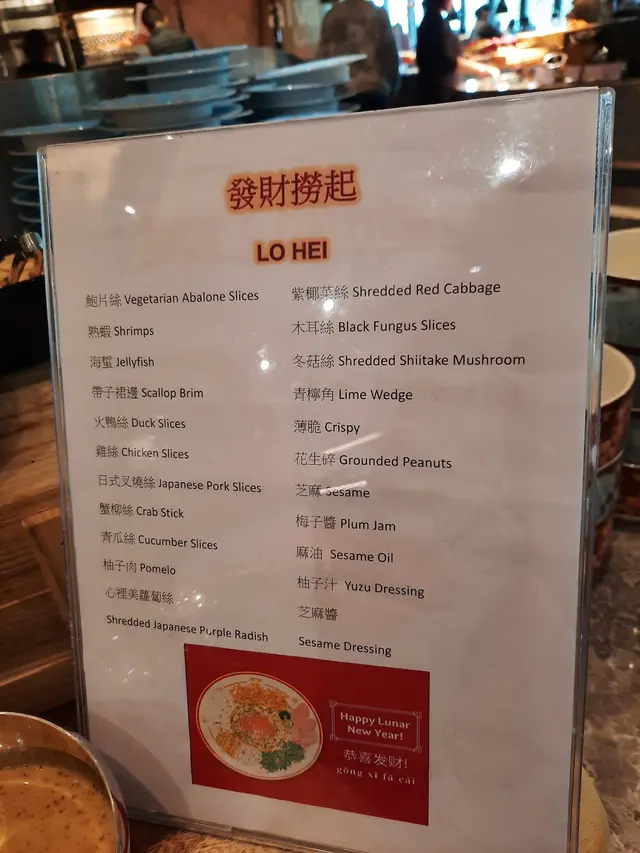 發財撈起
LO HEI
鮑片絲 Vegetarian Abalone Slices
熟蝦 Shrimps
海蜇 Jellyfish
帶子裙邊 Scallop Brim
火鴨絲 Duck Slices
雞絲 Chicken Slices
日式叉燒絲 Japanese Pork Slices
蟹柳絲 Crab Stick
青瓜絲 Cucumber Slices
柚子肉 Pomelo
心裡美蘿蔔絲
Shredded Japanese Purple Radish
紫椰菜絲 Shredded Red Cabbage
木耳絲 Black Fungus Slices
冬菇絲 Shredded Shiitake Mushroom
青檸角 Lime Wedge
薄脆 Crispy
花生碎 Grounded Peanuts
芝麻 Sesame
梅子醬 Plum Jam
麻油 Sesame Oil
柚子汁 Yuzu Dressing
芝麻醬
Sesame Dressing
Happy Lunar
New Year!
恭喜发财!
gōng xǐ fā cái